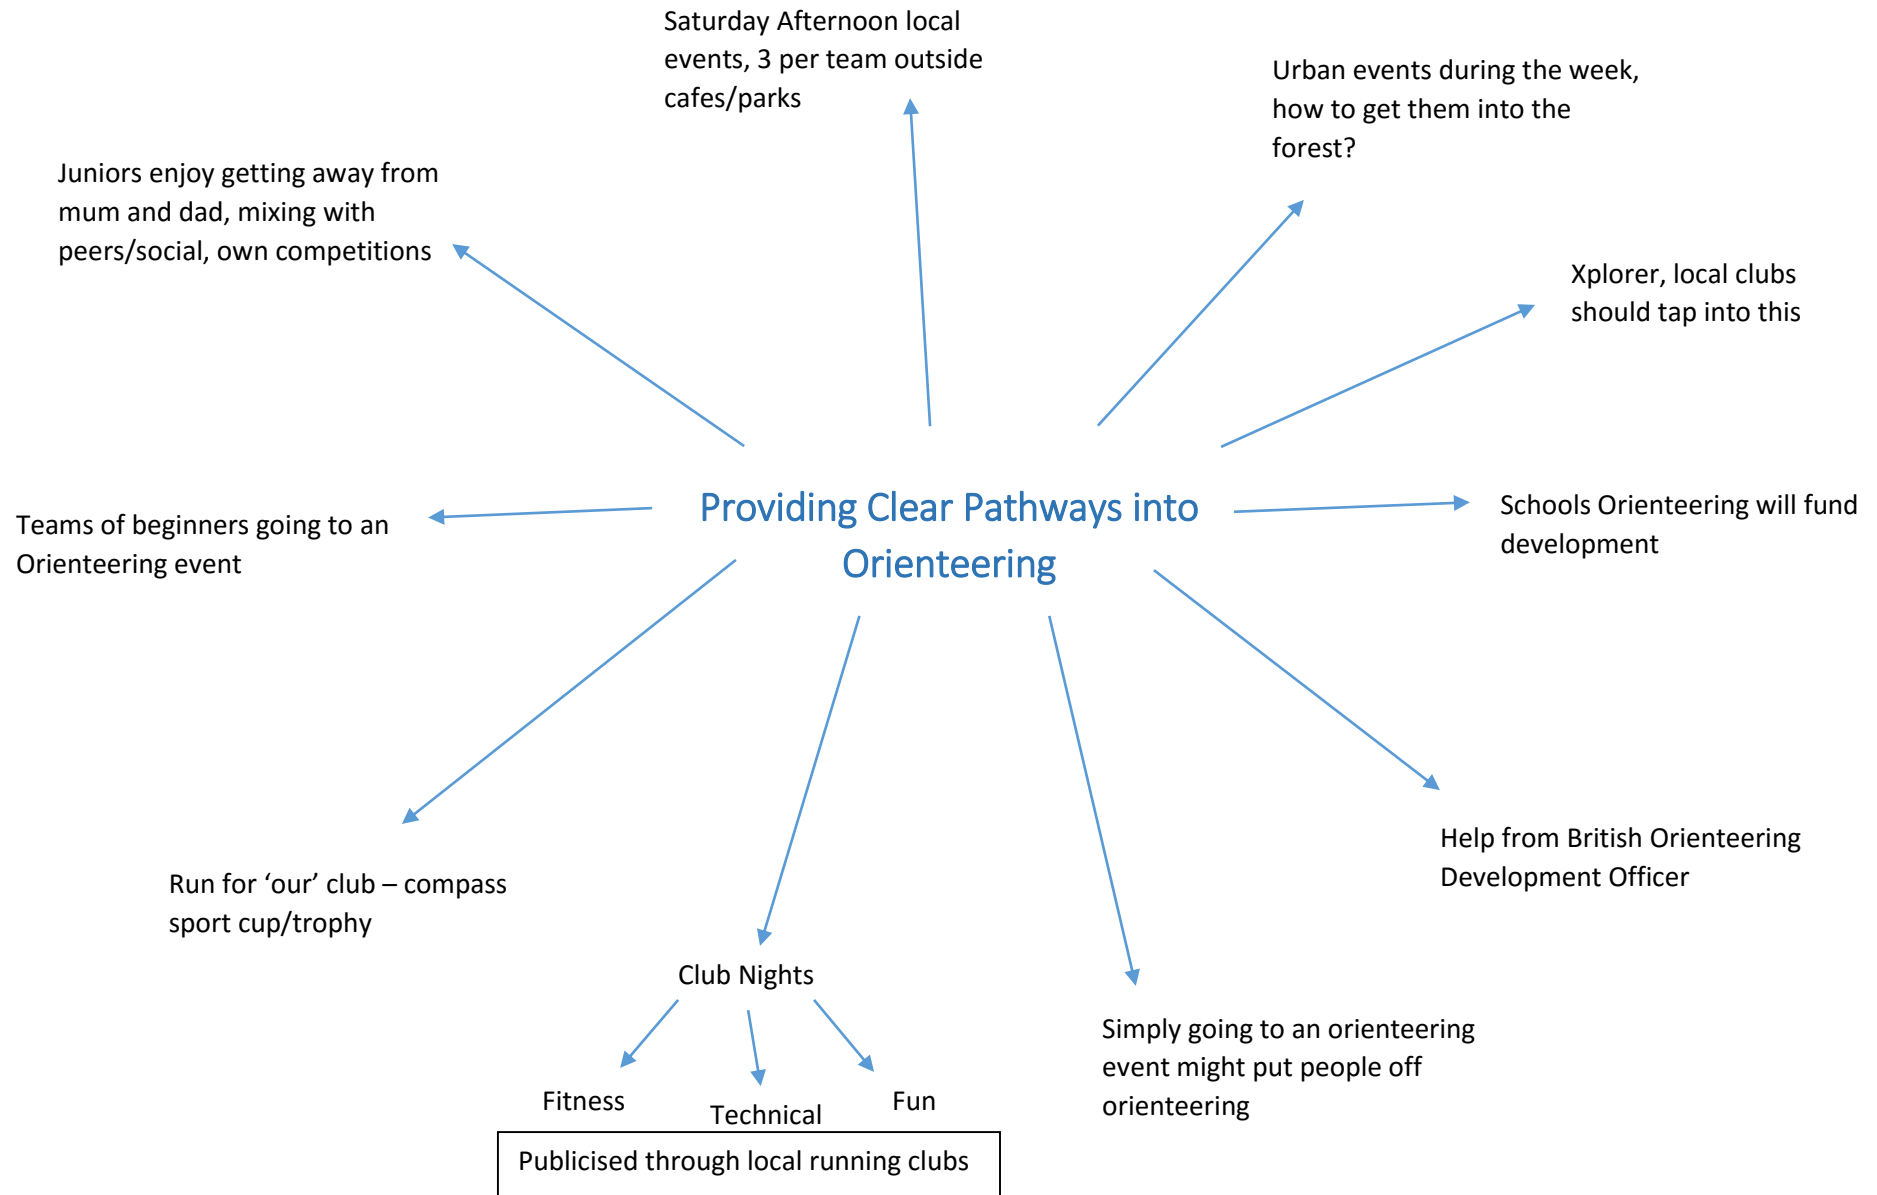 Saturday Afternoon local
events, 3 per team outside
cafes/parks
Urban events during the week,
how to get them into the
forest?
Juniors enjoy getting away from
mum and dad, mixing with
peers/social, own competitions
Xplorer, local clubs
should tap into this
Providing Clear Pathways into
Orienteering
Teams of beginners going to an
Orienteering event
Schools Orienteering will fund
development
Help from British Orienteering
Development Officer
Run for ‘our’ club – compass
sport cup/trophy
Club Nights
Simply going to an orienteering
event might put people off
orienteering
Fitness
Technical
Fun
Publicised through local running clubs